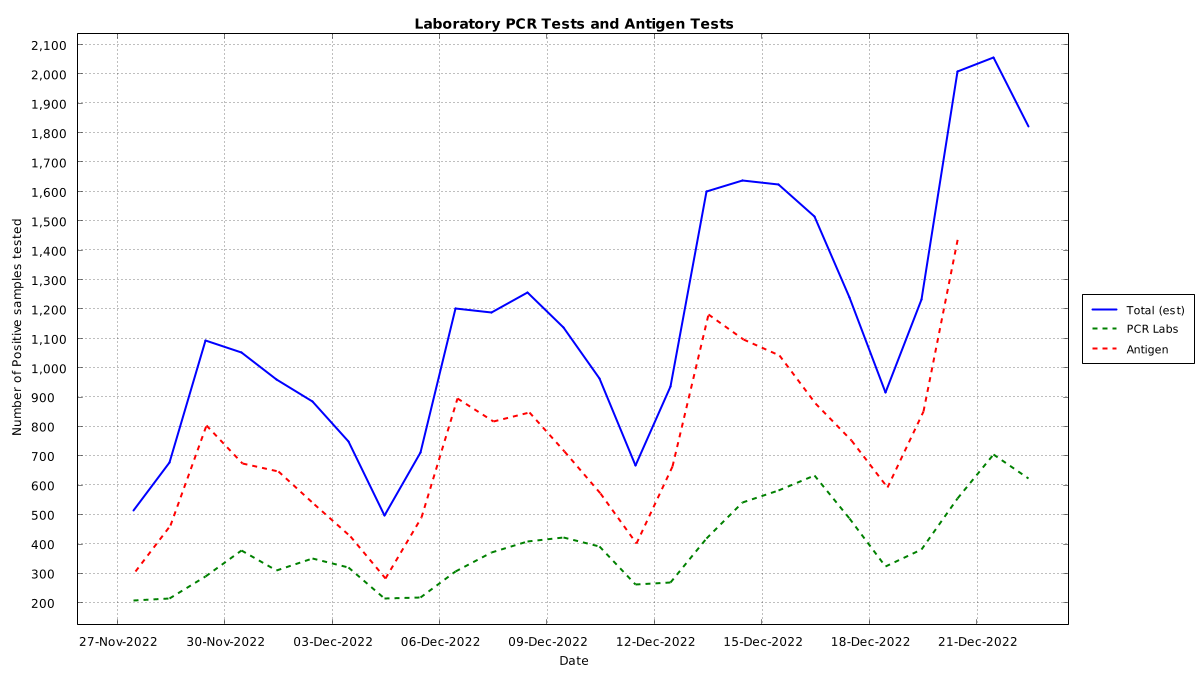 Laboratory PCR Tests and Antigen Tests
2,100
2,000
1,900
1,800
1,700
1,600
1,500
1,400
1,300
1,200
1,100
1,000
900
800
700
600
500
400
300
200
Number of Positive samples tested
27-Nov-2022 30-Nov-2022 03-Dec-2022 06-Dec-2022 09-Dec-2022 12-Dec-2022 15-Dec-2022 18-Dec-2022 21-Dec-2022
Date
Total (est)
PCR Labs
Antigen